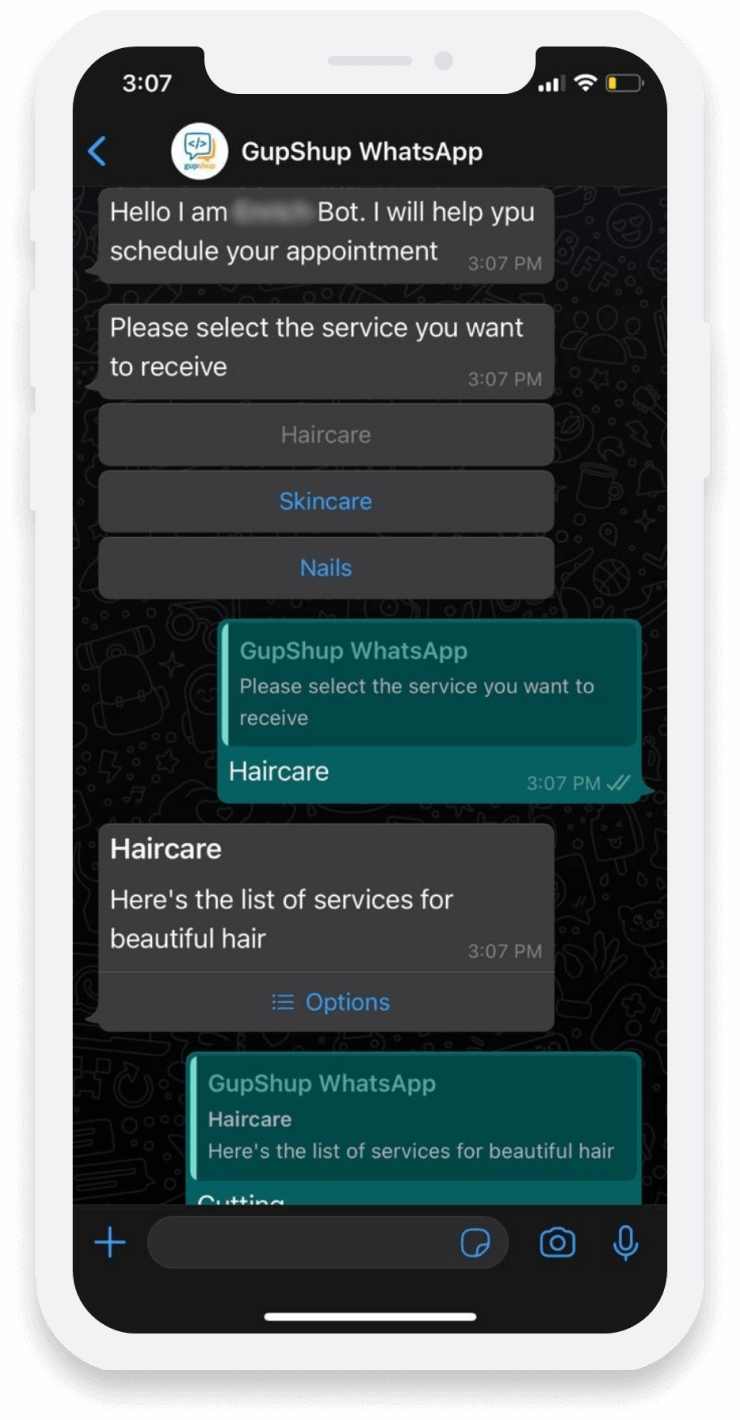 3:07
</>
gupshup
GupShup WhatsApp
Hello I am Bot. I will help ypu
schedule your appointment
3:07 PM
Please select the service you want
to receive
3:07 PM
Haircare
Skincare
Nails
GupShup WhatsApp
Please select the service you want to
receive
Haircare
3:07 PM
Haircare
Here's the list of services for
beautiful hair
3:07 PM
Options
GupShup WhatsApp
Haircare
Here's the list of services for beautiful hair
Cutting